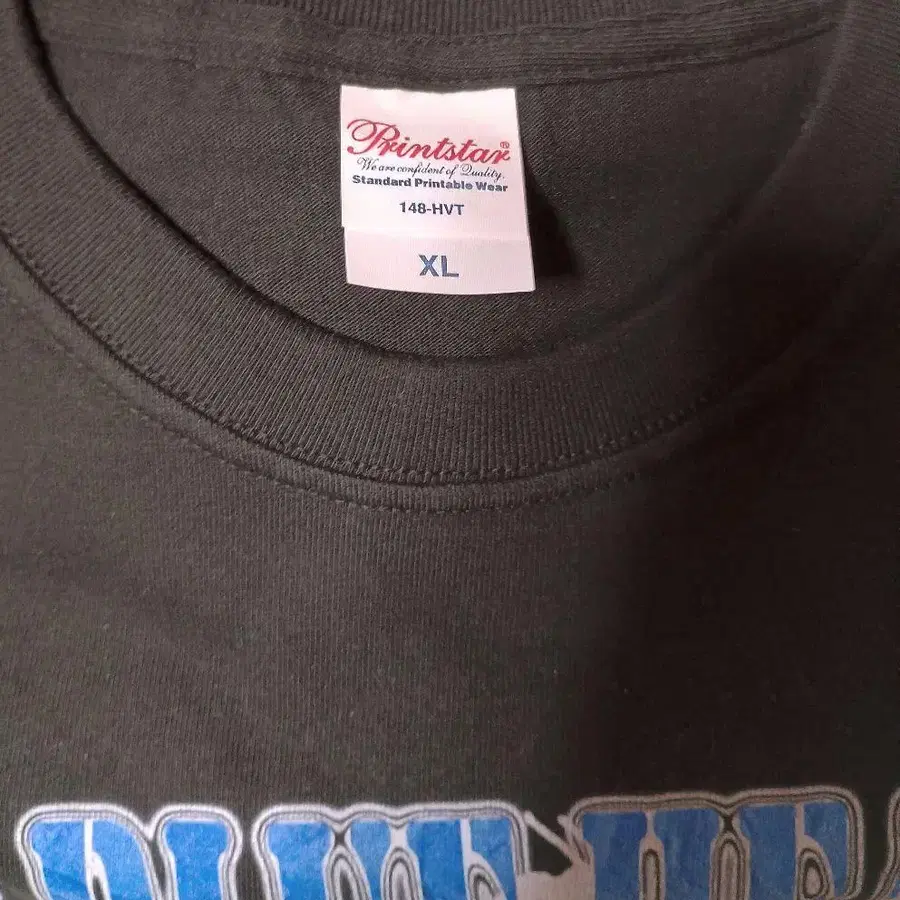 Printstar®
We are confident of Quality.
Standard Printable Wear
148-HVT
XL